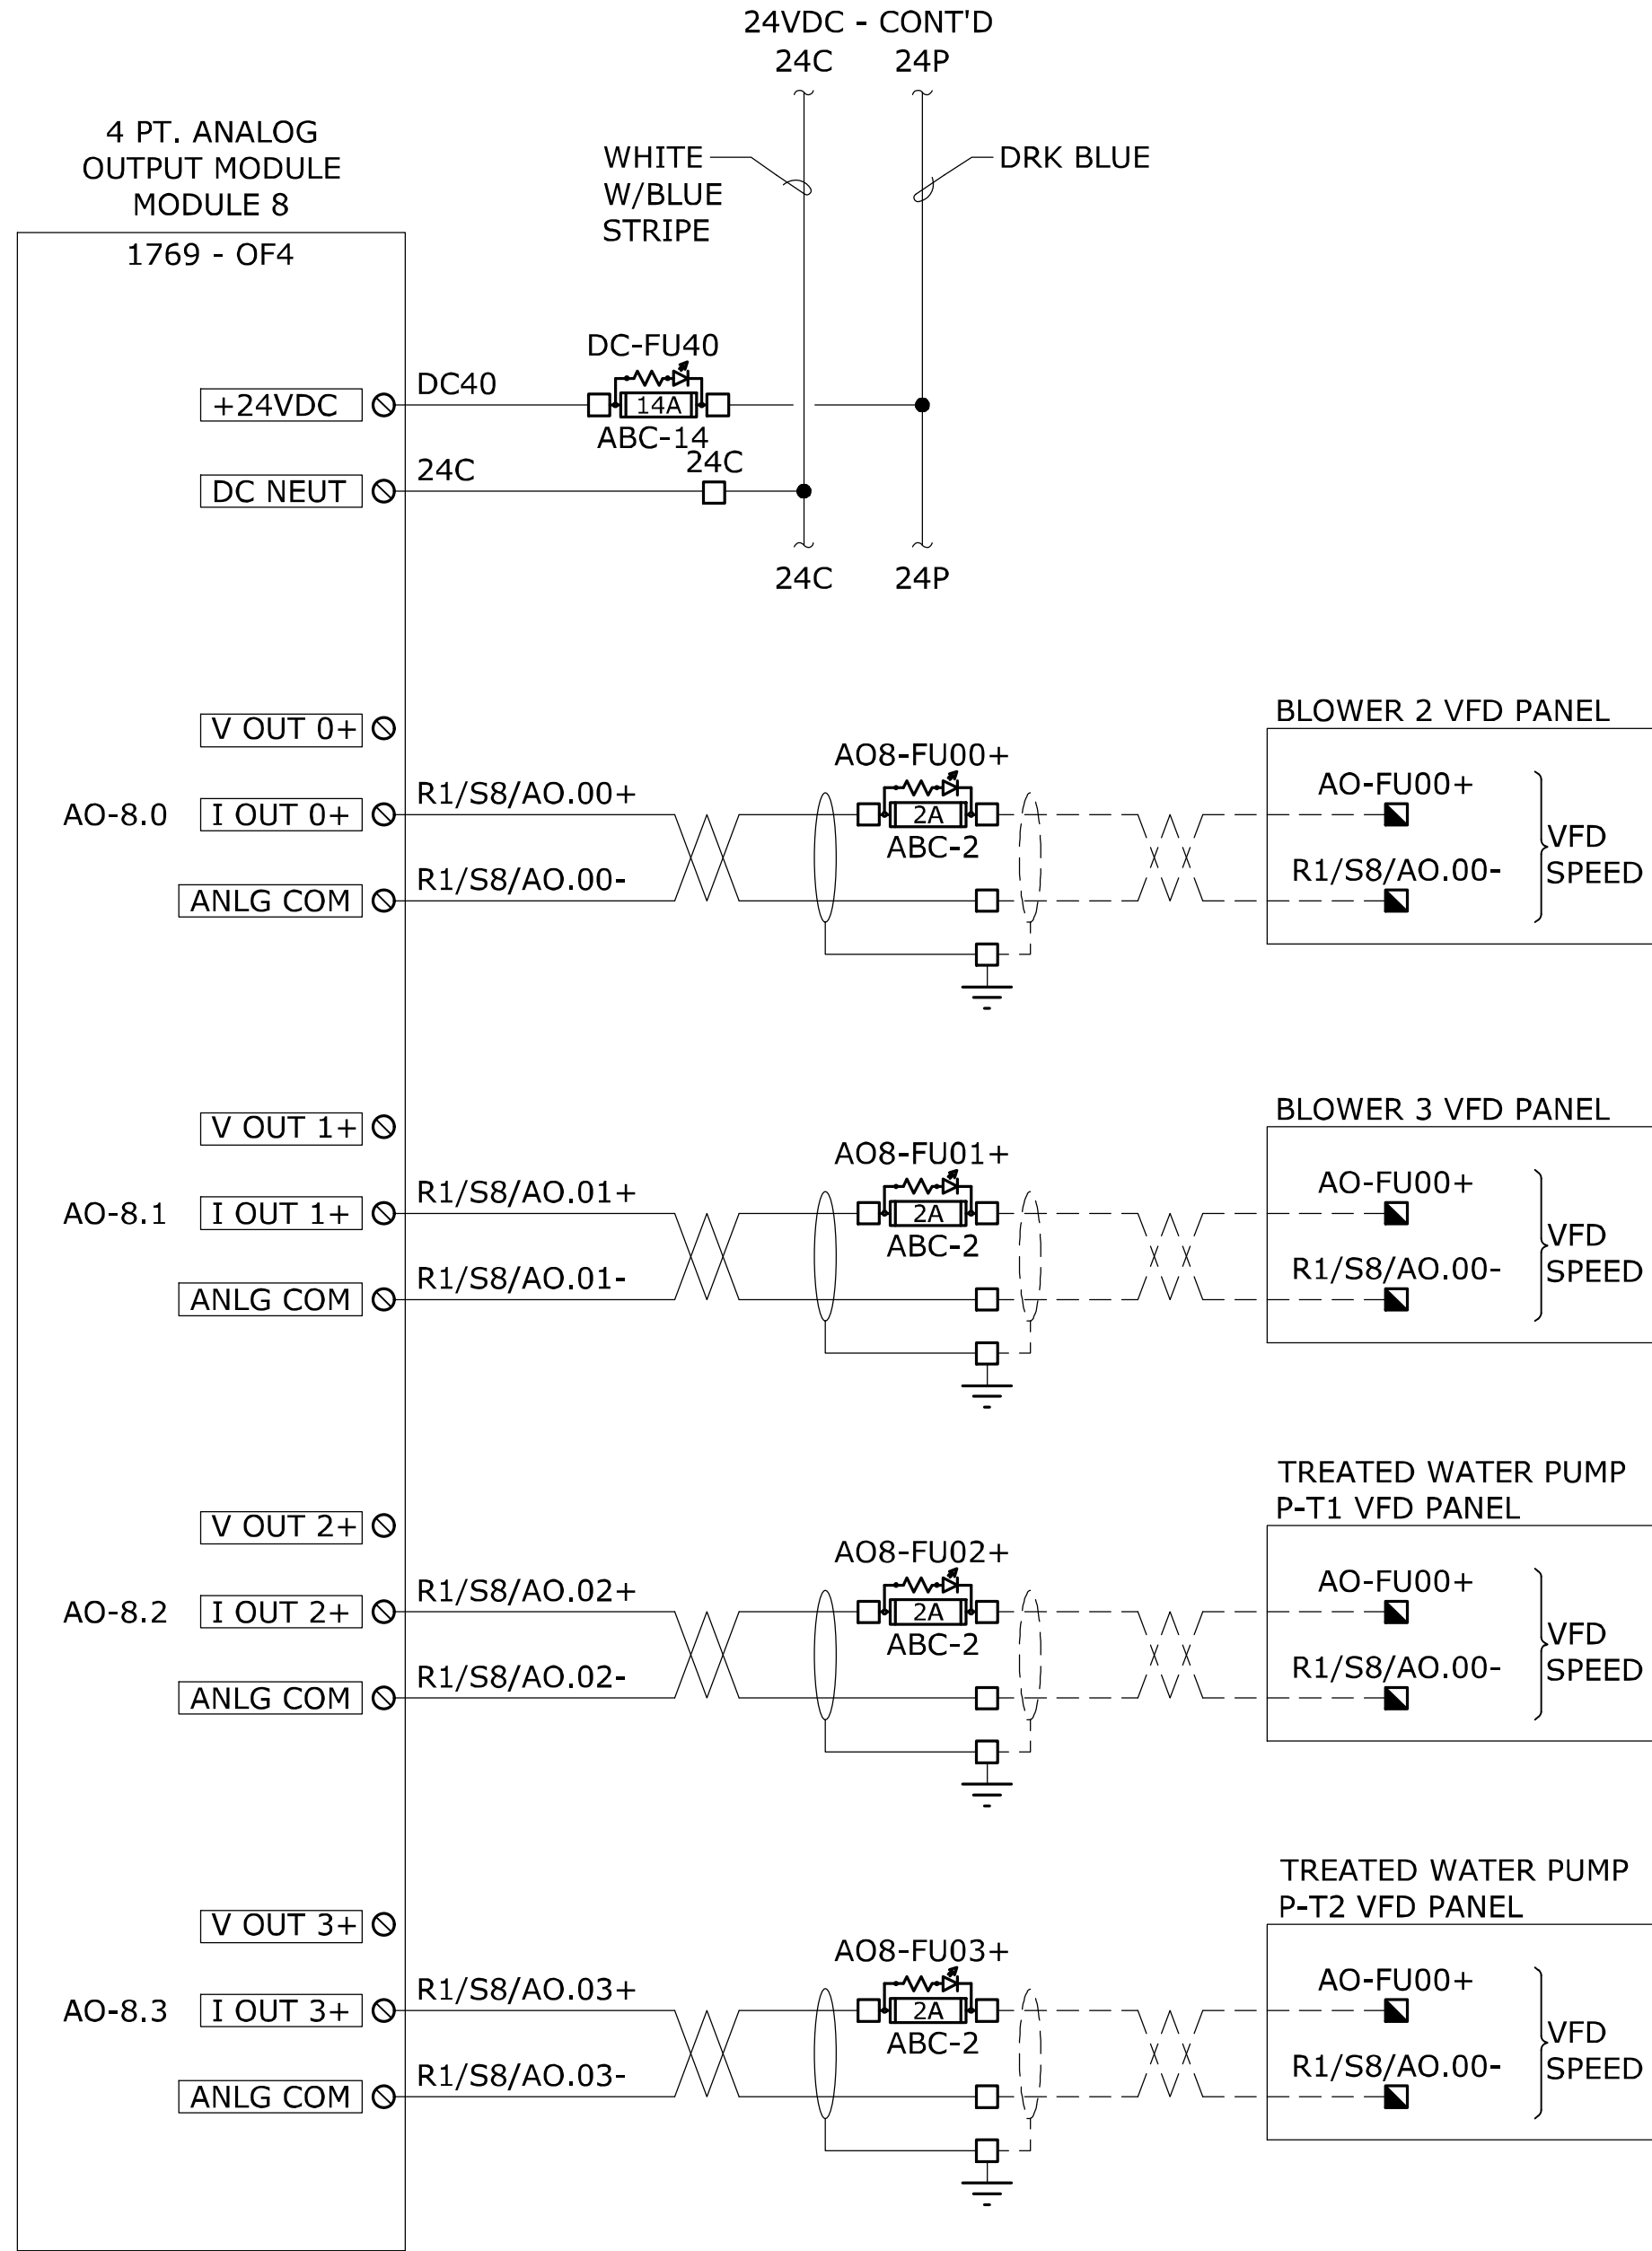 24VDC - CONT'D
24C 24P
4 PT. ANALOG
OUTPUT MODULE
MODULE 8
1769 - OF4
WHITE
W/BLUE
STRIPE
DRK BLUE
DC-FU40
+24VDC DC40 14A
ABC-14
DC NEUT 24C 24C
24C 24P
BLOWER 2 VFD PANEL
V OUT 0+
AO8-FU00+
AO-FU00+
AO-8.0 I OUT 0+ R1/S8/AO.00+ 2A
ABC-2
VFD
SPEED
ANLG COM R1/S8/AO.00- R1/S8/AO.00-
BLOWER 3 VFD PANEL
V OUT 1+
AO8-FU01+
AO-FU00+
AO-8.1 I OUT 1+ R1/S8/AO.01+ 2A
ABC-2
VFD
SPEED
ANLG COM R1/S8/AO.01- R1/S8/AO.00-
TREATED WATER PUMP
P-T1 VFD PANEL
V OUT 2+
AO8-FU02+
AO-FU00+
AO-8.2 I OUT 2+ R1/S8/AO.02+ 2A
ABC-2
VFD
SPEED
ANLG COM R1/S8/AO.02- R1/S8/AO.00-
TREATED WATER PUMP
P-T2 VFD PANEL
V OUT 3+
AO8-FU03+
AO-FU00+
AO-8.3 I OUT 3+ R1/S8/AO.03+ 2A
ABC-2
VFD
SPEED
ANLG COM R1/S8/AO.03- R1/S8/AO.00-